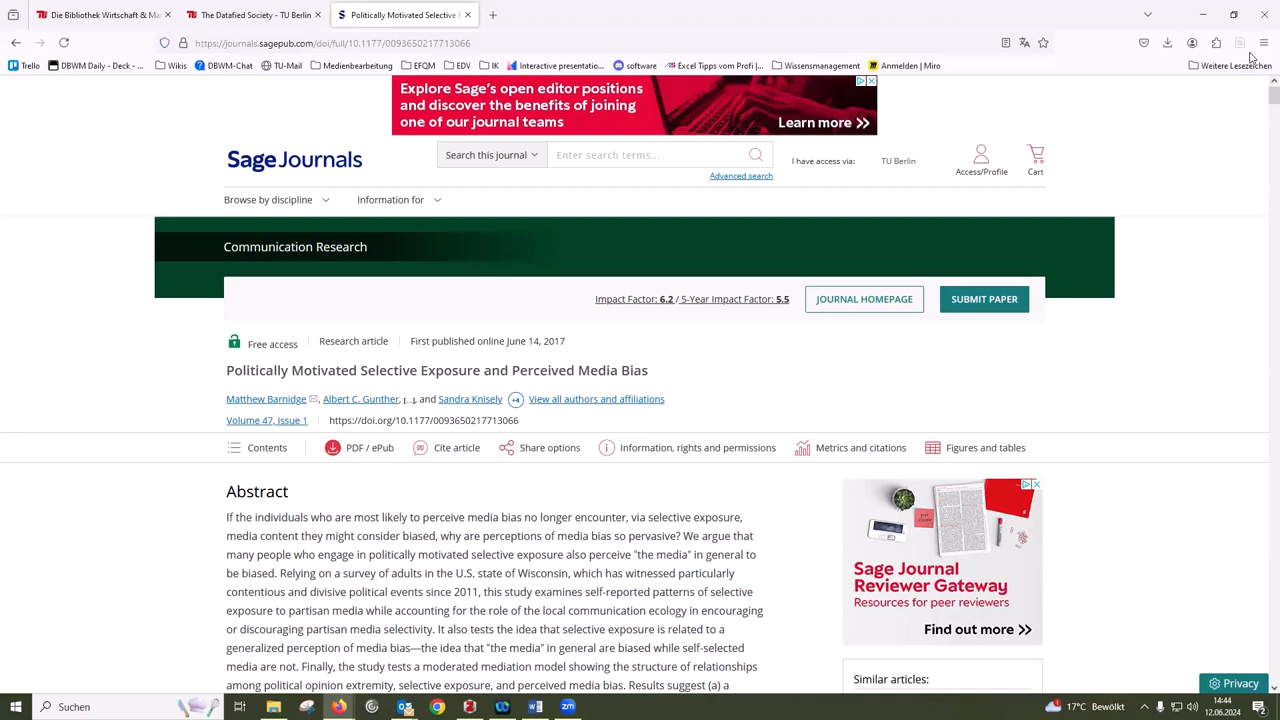 Die Bibliothek Wirtschaft & Ma
The Datafied Society - TU Berlin
Politically Motivated Selective
https://journals.sagepub.com/doi/full/10.1177/0093650217713066
Trello
DBWM Daily - Deck - ...
Wikis
DBWM-Chat
TU-Mail
Medienbearbeitung
EFQM
EDV
IK
Interactive presentatio...
software
Excel Tipps vom Profi |...
Wissensmanagement
Anmelden | Miro
Weitere Lesezeichen
Explore Sage's open editor positions
and discover the benefits of joining
one of our journal teams
Learn more >>
Sage Journals
Search this journal
Enter search terms...
Advanced search
I have access via:
TU Berlin
Access/Profile
Cart
Browse by discipline
Information for
Communication Research
Impact Factor: 6.2 / 5-Year Impact Factor: 5.5
JOURNAL HOMEPAGE
SUBMIT PAPER
Free access
Research article
First published online June 14, 2017
Politically Motivated Selective Exposure and Perceived Media Bias
Matthew Barnidge, Albert C. Gunther, [...], and Sandra Knisely +4 View all authors and affiliations
Volume 47, Issue 1
https://doi.org/10.1177/0093650217713066
Contents
PDF / ePub
Cite article
Share options
Information, rights and permissions
Metrics and citations
Figures and tables
Abstract
If the individuals who are most likely to perceive media bias no longer encounter, via selective exposure,
media content they might consider biased, why are perceptions of media bias so pervasive? We argue that
many people who engage in politically motivated selective exposure also perceive "the media" in general to
be biased. Relying on a survey of adults in the U.S. state of Wisconsin, which has witnessed particularly
contentious and divisive political events since 2011, this study examines self-reported patterns of selective
exposure to partisan media while accounting for the role of the local communication ecology in encouraging
or discouraging partisan media selectivity. It also tests the idea that selective exposure is related to a
generalized perception of media bias—the idea that "the media" in general are biased while self-selected
media are not. Finally, the study tests a moderated mediation model showing the structure of relationships
among political opinion extremity, selective exposure, and perceived media bias. Results suggest (a) a
Sage Journal
Reviewer Gateway
Resources for peer reviewers
Find out more >>
Similar articles:
Privacy
Suchen
17°C Bewölkt
14:44
12.06.2024
2